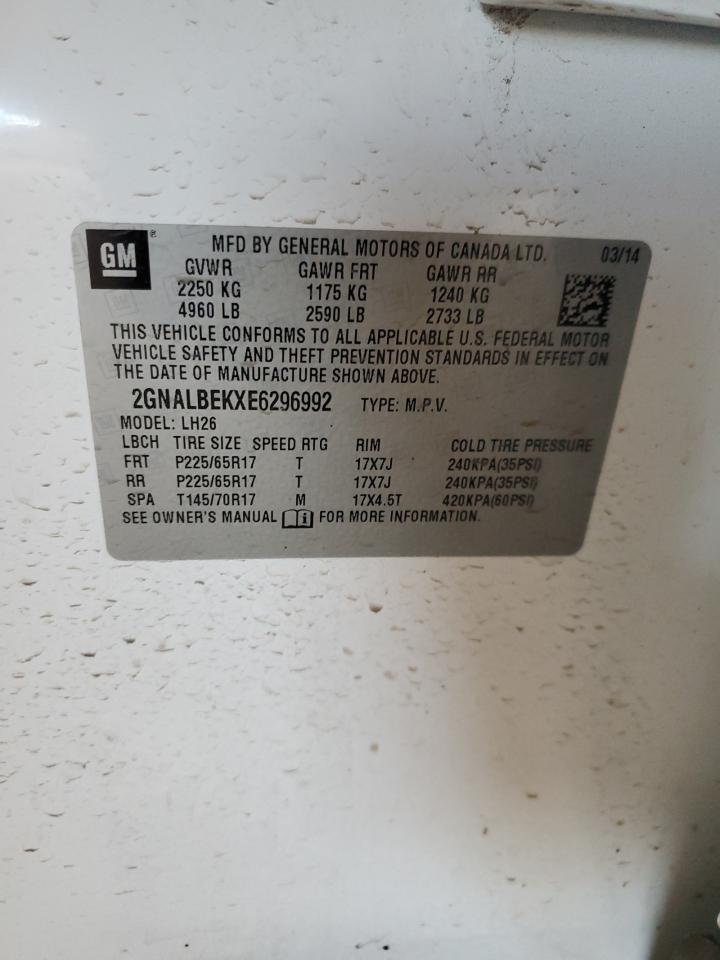 GM ® MFD BY GENERAL MOTORS OF CANADA LTD. 03/14
GVWR GAWR FRT GAWR RR
2250 KG 1175 KG 1240 KG
4960 LB 2590 LB 2733 LB
THIS VEHICLE CONFORMS TO ALL APPLICABLE U.S. FEDERAL MOTOR
VEHICLE SAFETY AND THEFT PREVENTION STANDARDS IN EFFECT ON
THE DATE OF MANUFACTURE SHOWN ABOVE.
2GNALBEKXE6296992 TYPE: M.P.V.
MODEL: LH26
LBCH TIRE SIZE SPEED RTG RIM COLD TIRE PRESSURE
FRT P225/65R17 T 17X7J 240KPA(35PSI)
RR P225/65R17 T 17X7J 240KPA(35PSI)
SPA T145/70R17 M 17X4.5T 420KPA(60PSI)
SEE OWNER'S MANUAL i FOR MORE INFORMATION.